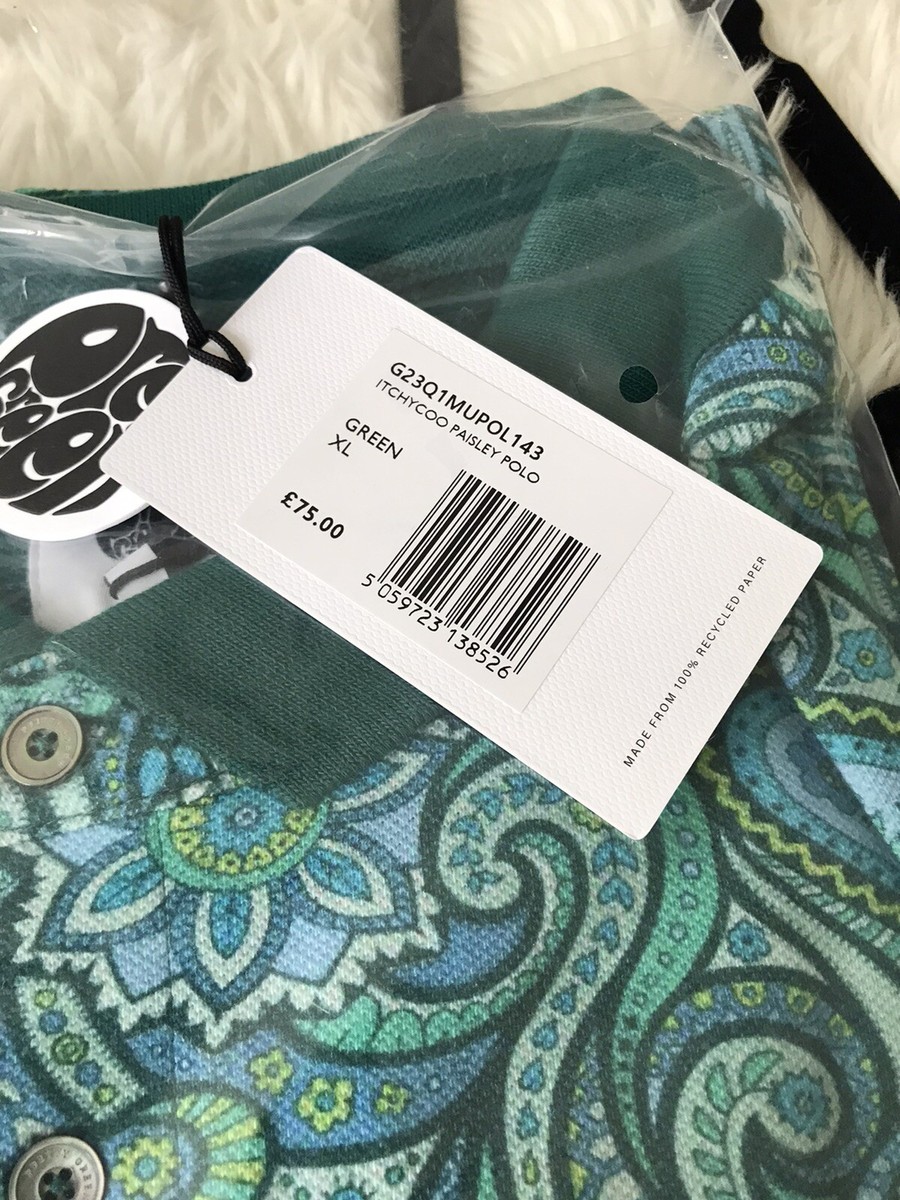 G23Q1MUPOL143
ITCHYCOO PAISLEY POLO
GREEN
XL
£75.00
5 059723 138526
MADE FROM 100% RECYCLED PAPER